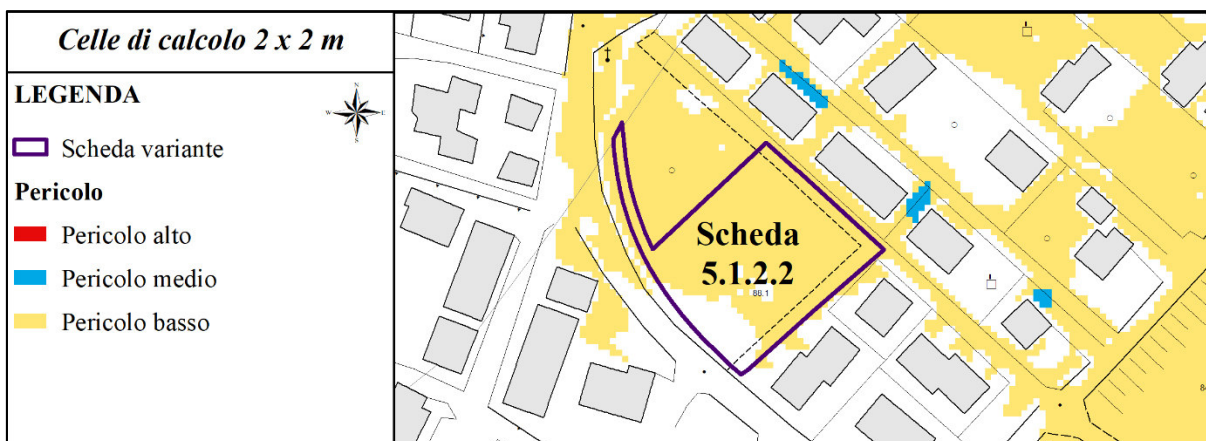 Celle di calcolo 2 x 2 m
LEGENDA
N
W
E
S
Scheda variante
Pericolo
Pericolo alto
Pericolo medio
Pericolo basso
Scheda
5.1.2.2
86.1